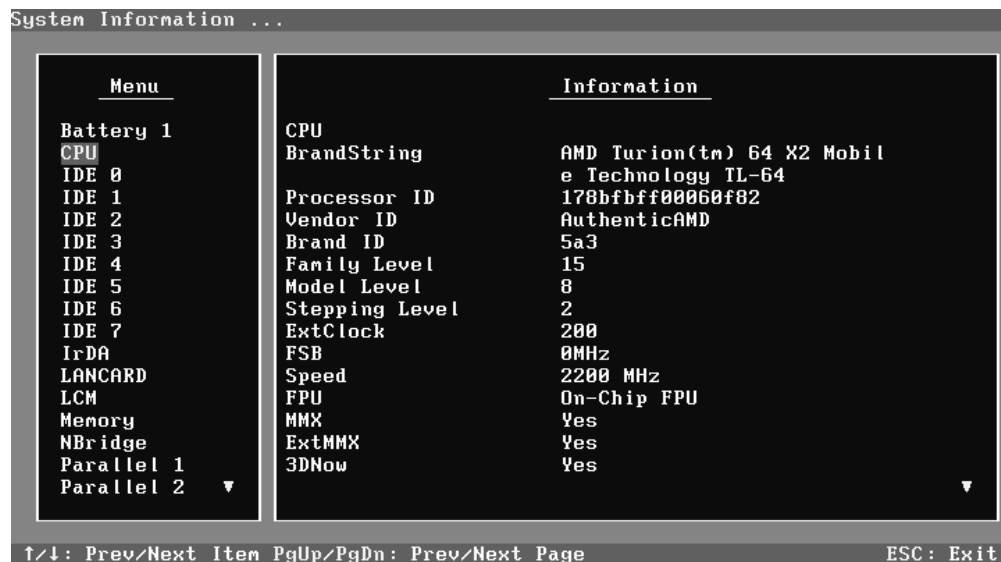 System Information ...
Menu
Battery 1
CPU
IDE 0
IDE 1
IDE 2
IDE 3
IDE 4
IDE 5
IDE 6
IDE 7
IrDA
LANCARD
LCM
Memory
NBridge
Parallel 1
Parallel 2 ▼
Information
CPU
BrandString AMD Turion(tm) 64 X2 Mobil
e Technology TL-64
Processor ID 178bfbff00060f82
Vendor ID AuthenticAMD
Brand ID 5a3
Family Level 15
Model Level 8
Stepping Level 2
ExtClock 200
FSB 0MHz
Speed 2200 MHz
FPU On-Chip FPU
MMX Yes
ExtMMX Yes
3DNow Yes
▼
↑/↓: Prev/Next Item PgUp/PgDn: Prev/Next Page ESC: Exit